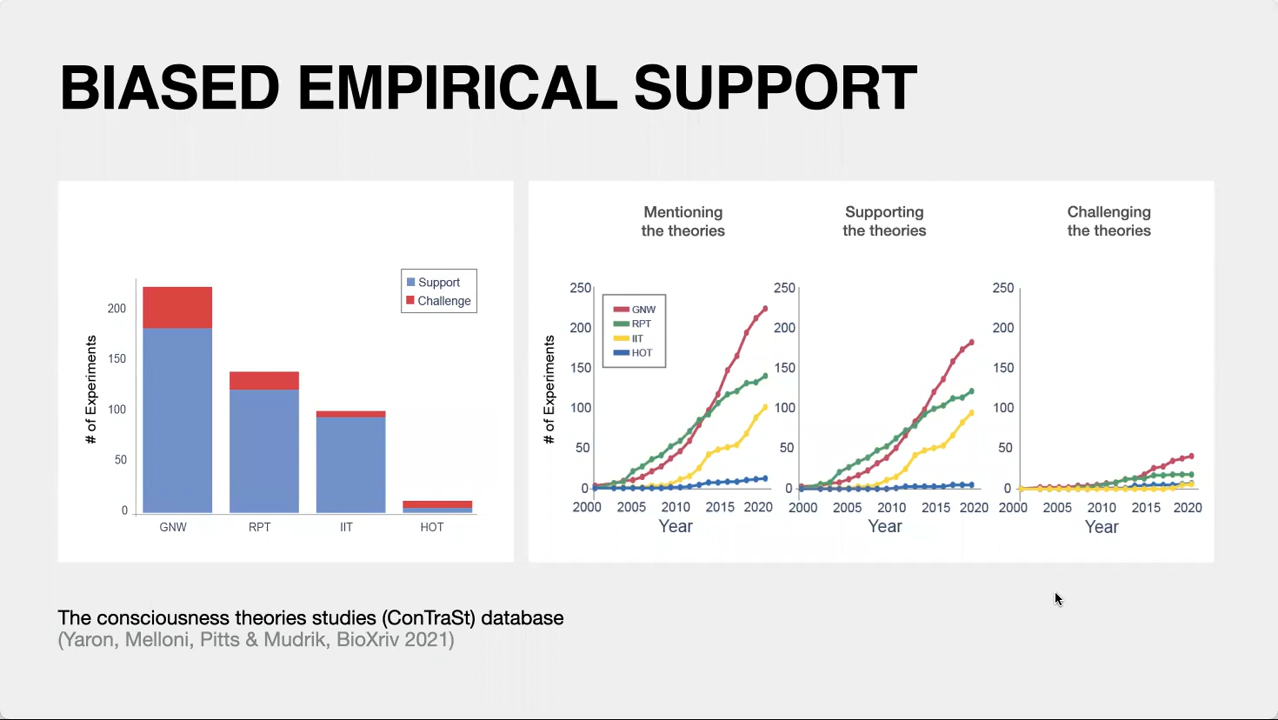 BIASED EMPIRICAL SUPPORT
Support
Challenge
# of Experiments
200
150
100
50
0
GNW RPT IIT HOT
Mentioning
the theories
# of Experiments
250
200
150
100
50
0
GNW
RPT
IIT
HOT
2000 2005 2010 2015 2020
Year
Supporting
the theories
250
200
150
100
50
0
2000 2005 2010 2015 2020
Year
Challenging
the theories
250
200
150
100
50
0
2000 2005 2010 2015 2020
Year
The consciousness theories studies (ConTraSt) database
(Yaron, Melloni, Pitts & Mudrik, BioXriv 2021)